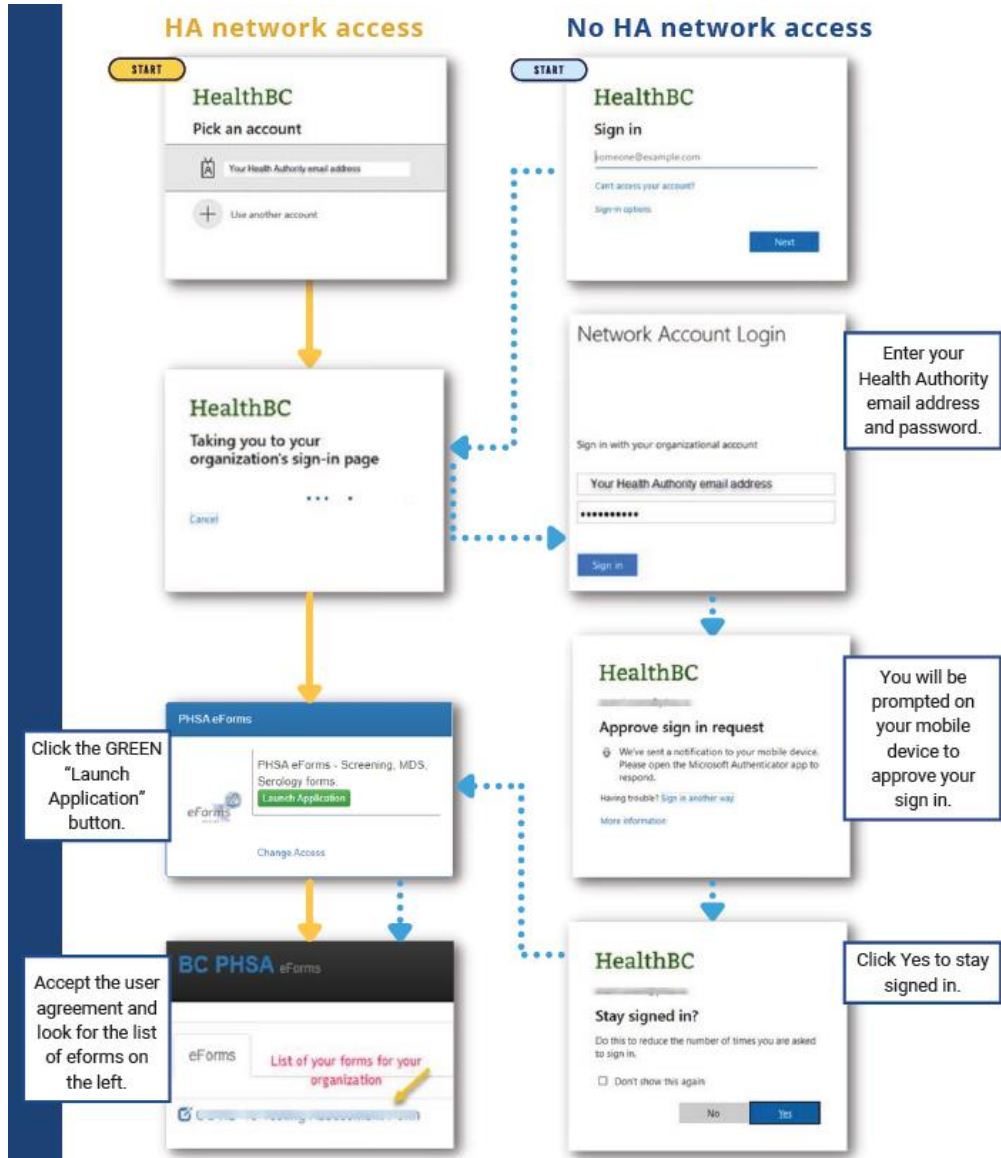 HA network access
START
HealthBC
Pick an account
Your Health Authority email address
Use another account
HealthBC
Taking you to your
organization's sign-in page
Cancel
Click the GREEN
"Launch
Application"
button.
PHSA eForms
PHSA eForms - Screening, MDS,
Serology forms.
Launch Application
eForms
Change Access
Accept the user
agreement and
look for the list
of eforms on
the left.
BC PHSA eForms
eForms
List of your forms for your
organization
No HA network access
START
HealthBC
Sign in
someone@example.com
Can't access your account?
Sign-in options
Next
Network Account Login
Sign in with your organizational account
Your Health Authority email address
••••••••••
Sign in
Enter your
Health Authority
email address
and password.
HealthBC
Approve sign in request
We've sent a notification to your mobile device.
Please open the Microsoft Authenticator app to
respond.
Having trouble? Sign in another way
More information
You will be
prompted on
your mobile
device to
approve your
sign in.
HealthBC
Stay signed in?
Do this to reduce the number of times you are asked
to sign in.
Don't show this again
No
Yes
Click Yes to stay
signed in.